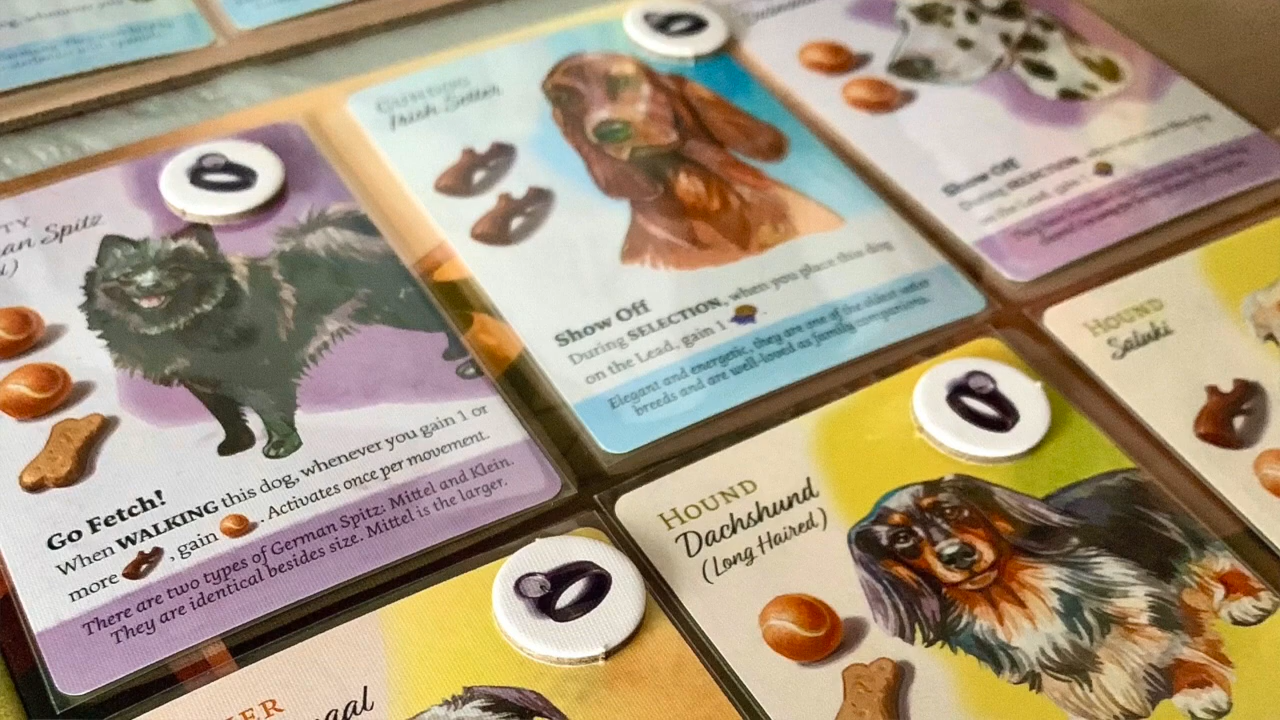 TY
an Spitz
Go Fetch!
When WALKING this dog, whenever you gain 1 or
more , gain . Activates once per movement.
There are two types of German Spitz: Mittel and Klein.
They are identical besides size. Mittel is the larger.
GUNDOG
Irish Setter
Show Off
During SELECTION, when you place this dog
on the Lead, gain 1 .
Elegant and energetic, they are one of the oldest setter
breeds and are well-loved as family companions.
Show Off
During SELECTION,
on the Lead, gain 1
HOUND
Saluki
HOUND
Dachshund
(Long Haired)
IER
gal